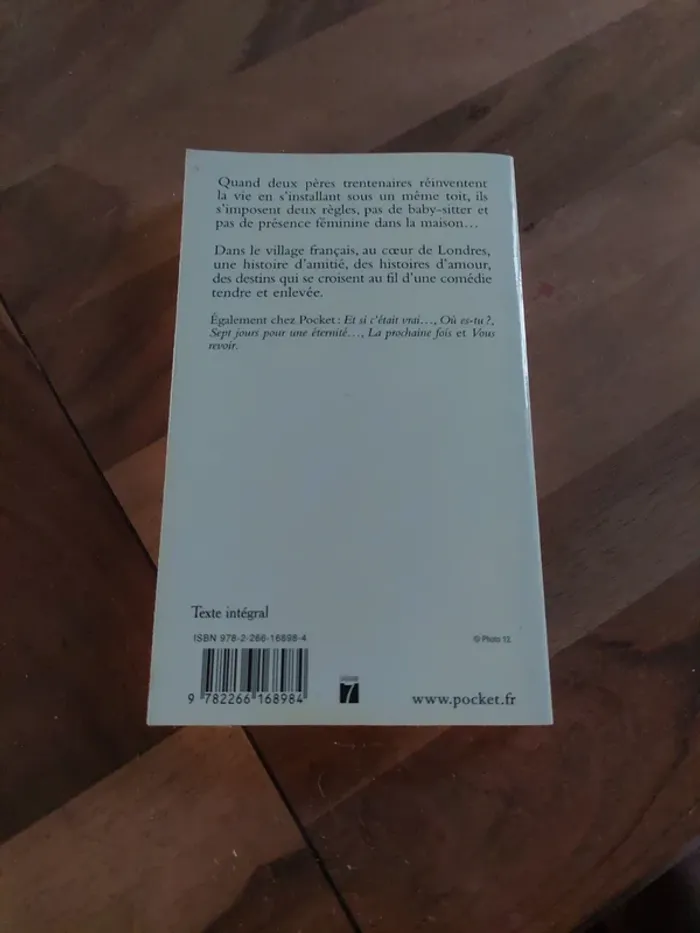 Quand deux pères trentenaires réinventent
la vie en s'installant sous un même toit, ils
s'imposent deux règles, pas de baby-sitter et
pas de présence féminine dans la maison…
Dans le village français, au cœur de Londres,
une histoire d'amitié, des histoires d'amour,
des destins qui se croisent au fil d'une comédie
tendre et enlevée.
Également chez Pocket : Et si c'était vrai…, Où es-tu ?,
Sept jours pour une éternité…, La prochaine fois et Vous
revoir.
Texte intégral
ISBN 978-2-266-16898-4
© Photo 12.
9 782266 168984
7
www.pocket.fr